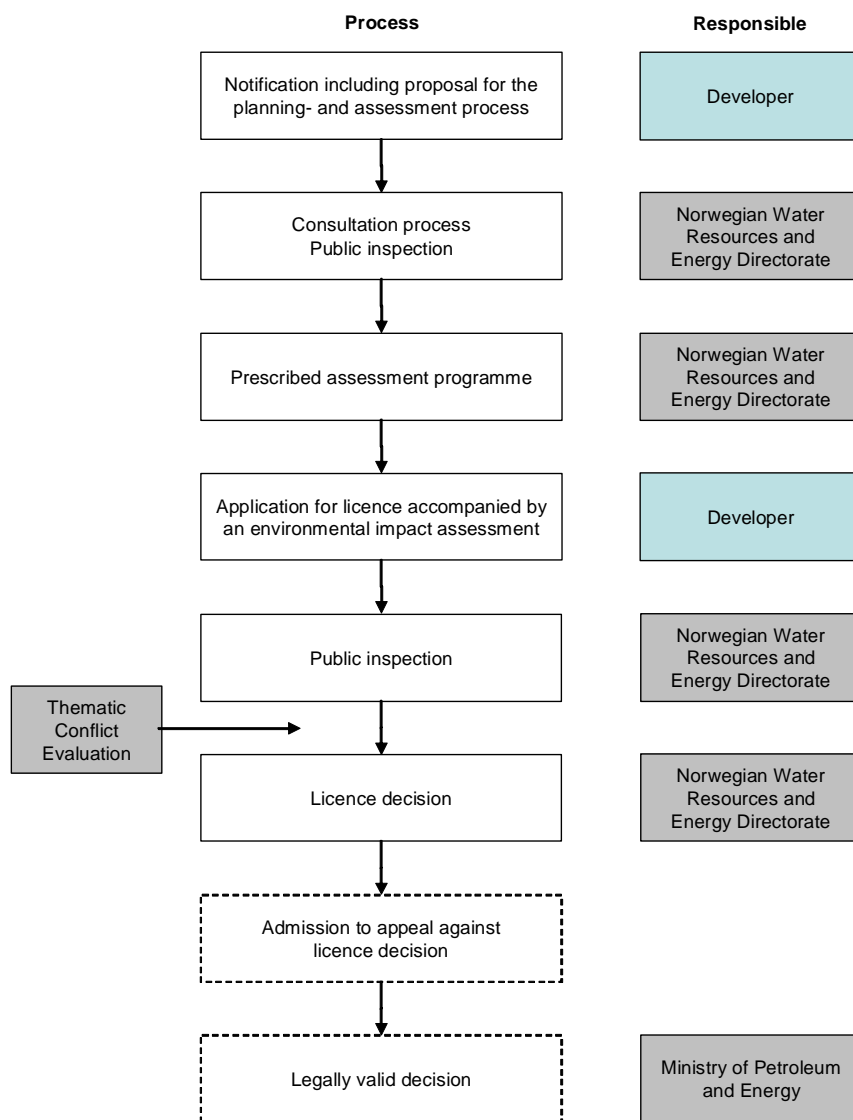 Process
Responsible
Notification including proposal for the
planning- and assessment process
Developer
Consultation process
Public inspection
Norwegian Water
Resources and
Energy Directorate
Prescribed assessment programme
Norwegian Water
Resources and
Energy Directorate
Application for licence accompanied by
an environmental impact assessment
Developer
Public inspection
Norwegian Water
Resources and
Energy Directorate
Thematic
Conflict
Evaluation
Licence decision
Norwegian Water
Resources and
Energy Directorate
Admission to appeal against
licence decision
Legally valid decision
Ministry of Petroleum
and Energy